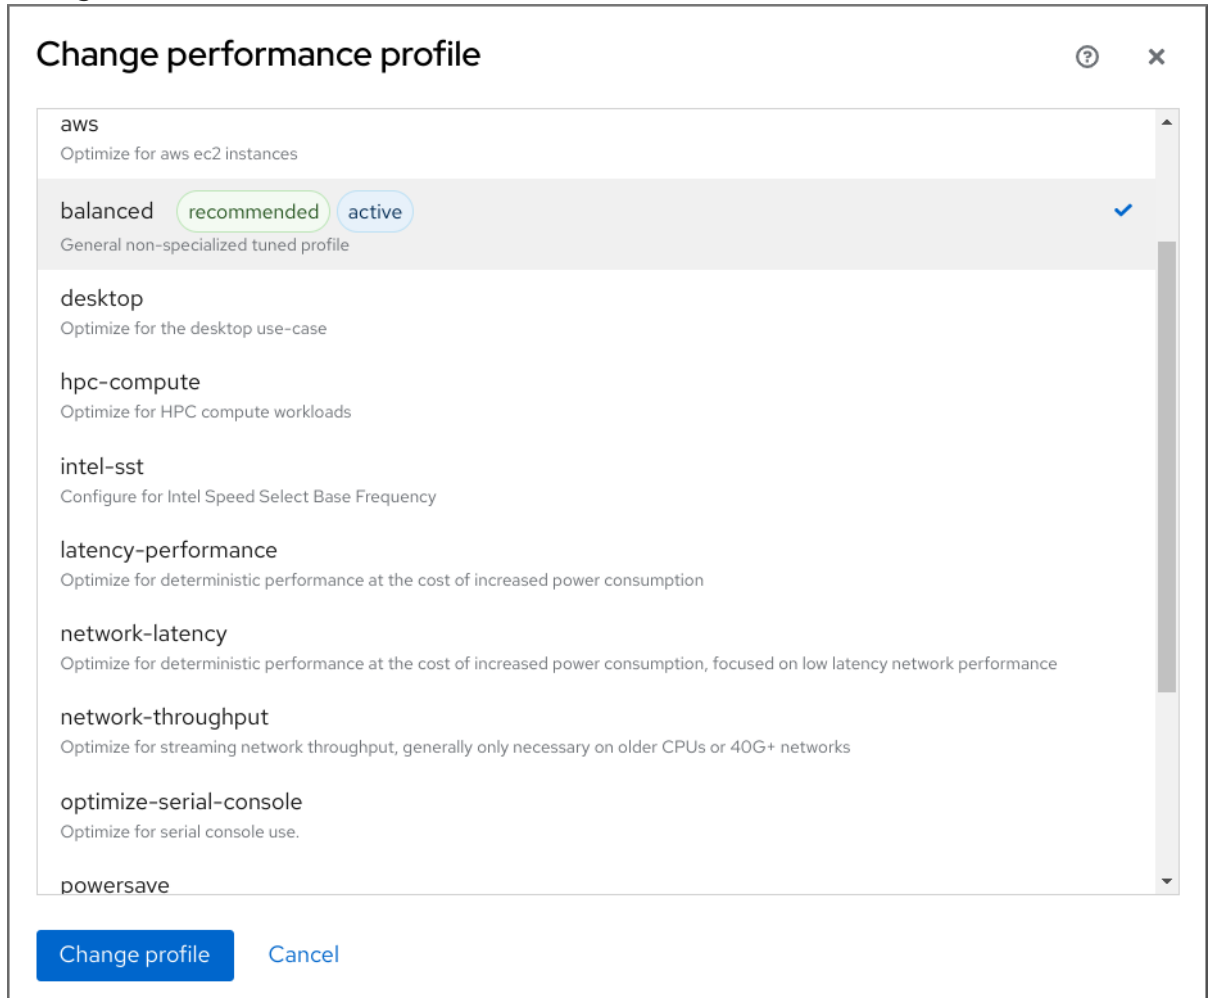 Change performance profile
aws
Optimize for aws ec2 instances
balanced recommended active
General non-specialized tuned profile
desktop
Optimize for the desktop use-case
hpc-compute
Optimize for HPC compute workloads
intel-sst
Configure for Intel Speed Select Base Frequency
latency-performance
Optimize for deterministic performance at the cost of increased power consumption
network-latency
Optimize for deterministic performance at the cost of increased power consumption, focused on low latency network performance
network-throughput
Optimize for streaming network throughput, generally only necessary on older CPUs or 40G+ networks
optimize-serial-console
Optimize for serial console use.
powersave
Change profile Cancel